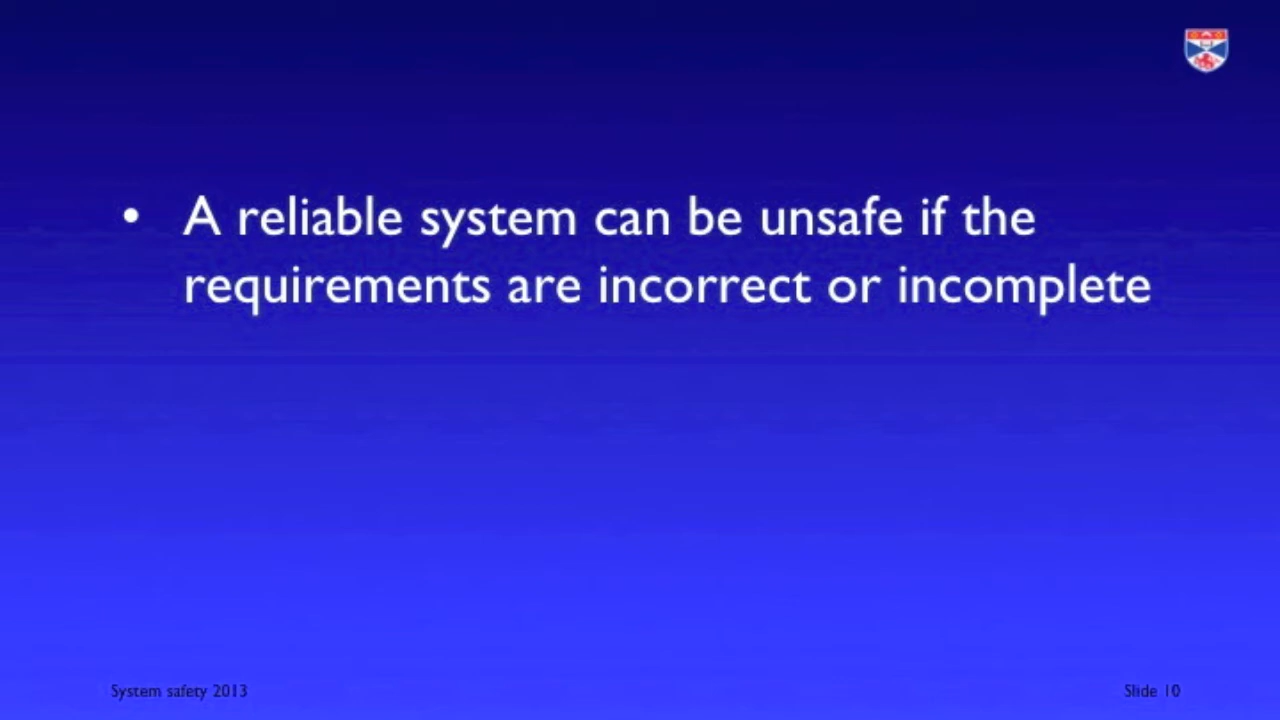 • A reliable system can be unsafe if the
requirements are incorrect or incomplete
System safety 2013
Slide 10